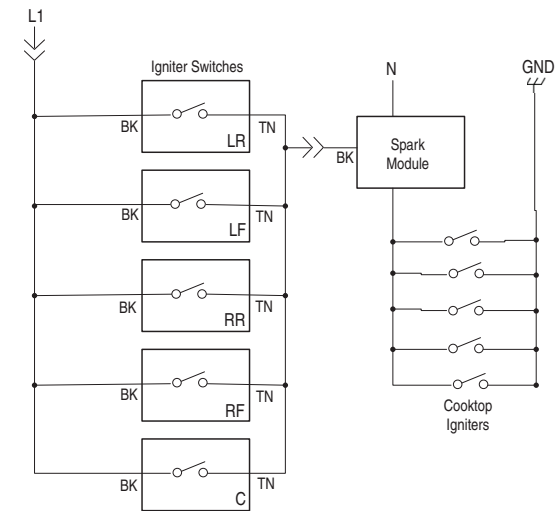 L1
Igniter Switches
BK
TN
LR
BK
TN
LF
BK
TN
RR
BK
TN
RF
BK
TN
C
N
GND
BK
Spark
Module
Cooktop
Igniters